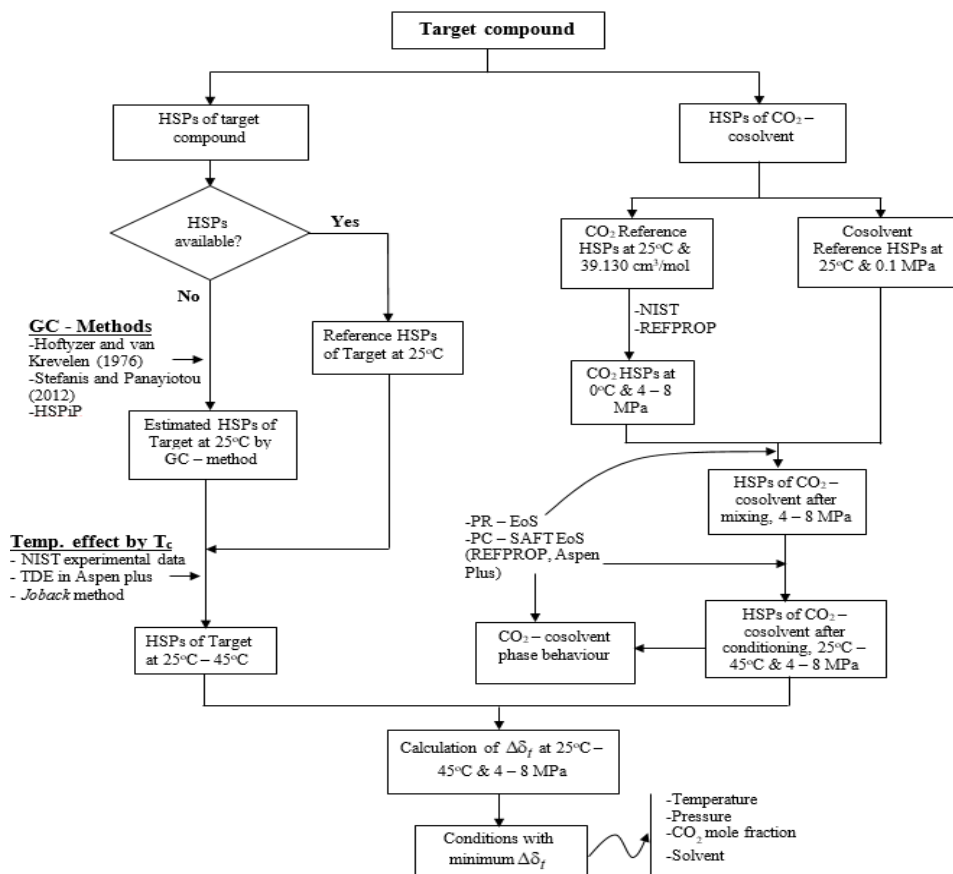 Target compound
HSPs of target
compound
HSPs of CO₂ –
cosolvent
HSPs
available?
Yes
No
CO₂ Reference
HSPs at 25°C &
39.130 cm³/mol
Cosolvent
Reference HSPs at
25°C & 0.1 MPa
-NIST
-REFPROP
GC - Methods
-Hoftyzer and van
Krevelen (1976)
-Stefanis and Panayiotou
(2012)
-HSPiP
Reference HSPs
of Target at 25°C
CO₂ HSPs at
0°C & 4 – 8
MPa
Estimated HSPs of
Target at 25°C by
GC – method
HSPs of CO₂ –
cosolvent after
mixing, 4 – 8 MPa
-PR – EoS
-PC – SAFT EoS
(REFPROP, Aspen
Plus)
Temp. effect by T꜀
- NIST experimental data
- TDE in Aspen plus
- Joback method
HSPs of Target
at 25°C – 45°C
CO₂ – cosolvent
phase behaviour
HSPs of CO₂ –
cosolvent after
conditioning, 25°C –
45°C & 4 – 8 MPa
Calculation of Δδₜ at 25°C –
45°C & 4 – 8 MPa
Conditions with
minimum Δδₜ
-Temperature
-Pressure
-CO₂ mole fraction
-Solvent